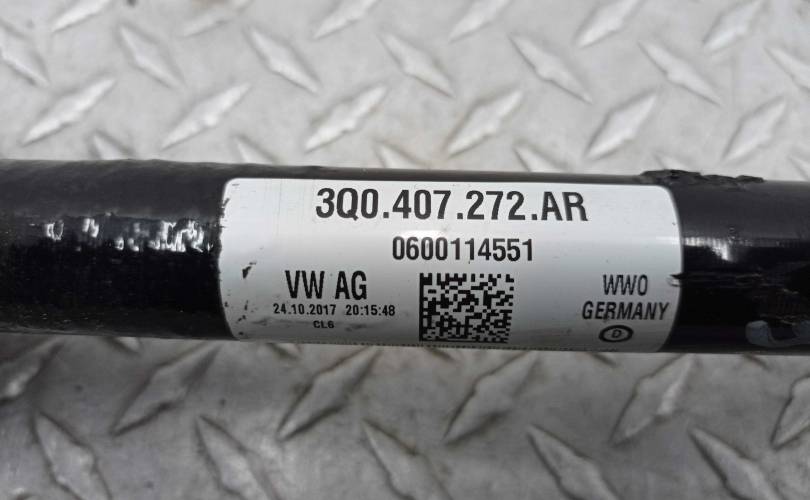 3Q0.407.272.AR
0600114551
VW AG
24.10.2017 20:15:48
CL6
WWO
GERMANY
D